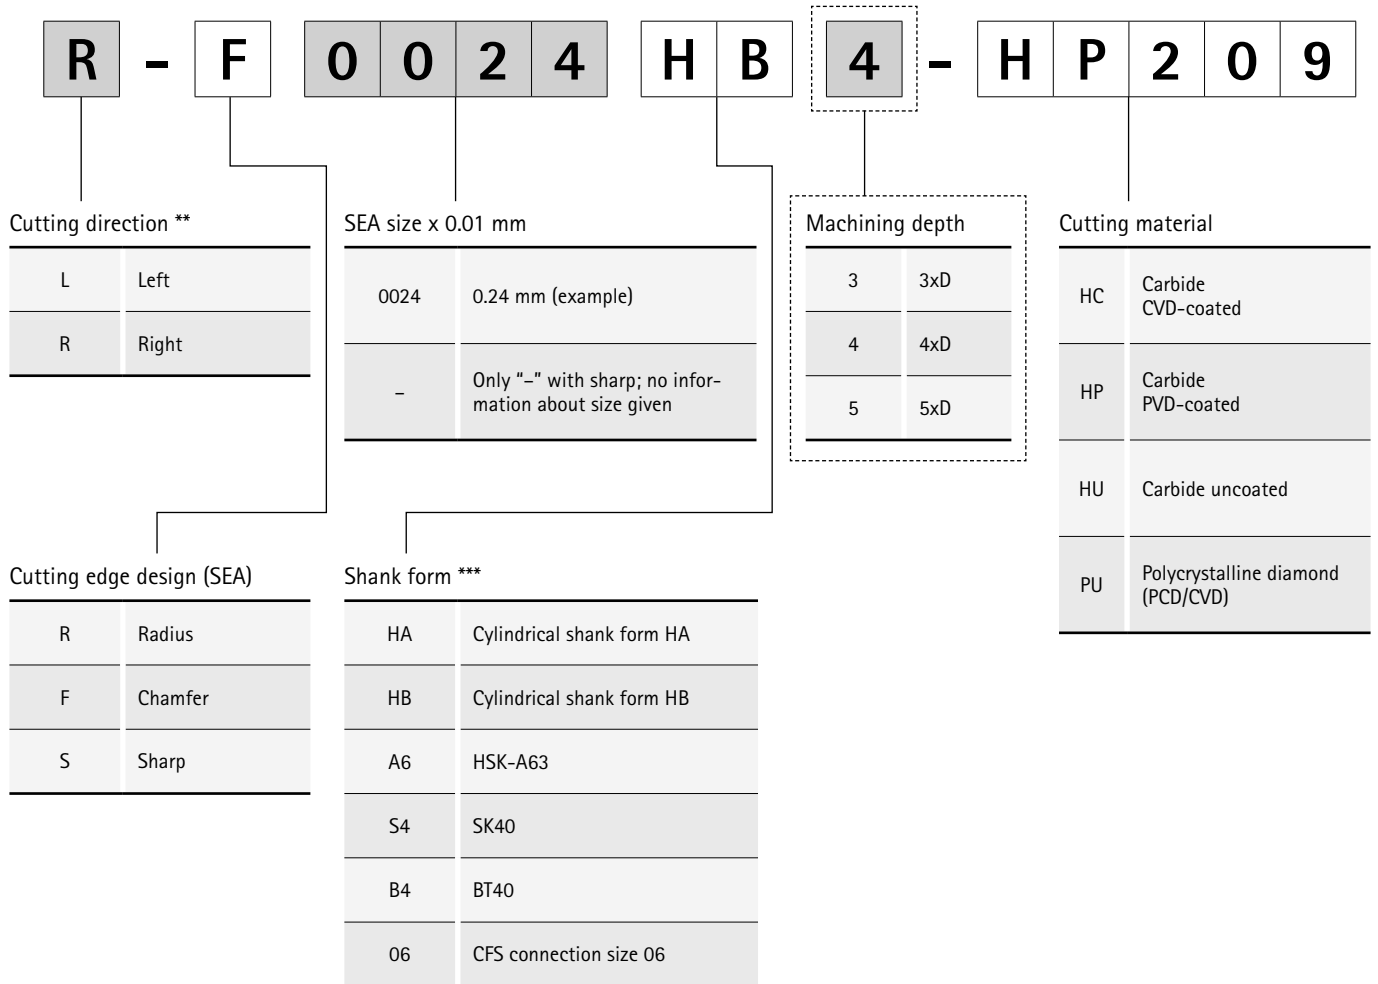 R – F 0 0 2 4 H B 4 – H P 2 0 9
Cutting direction **
L Left
R Right
SEA size x 0.01 mm
0024 0.24 mm (example)
– Only “–” with sharp; no infor-
mation about size given
Machining depth
3 3xD
4 4xD
5 5xD
Cutting material
HC Carbide
CVD-coated
HP Carbide
PVD-coated
HU Carbide uncoated
PU Polycrystalline diamond
(PCD/CVD)
Cutting edge design (SEA)
R Radius
F Chamfer
S Sharp
Shank form ***
HA Cylindrical shank form HA
HB Cylindrical shank form HB
A6 HSK-A63
S4 SK40
B4 BT40
06 CFS connection size 06